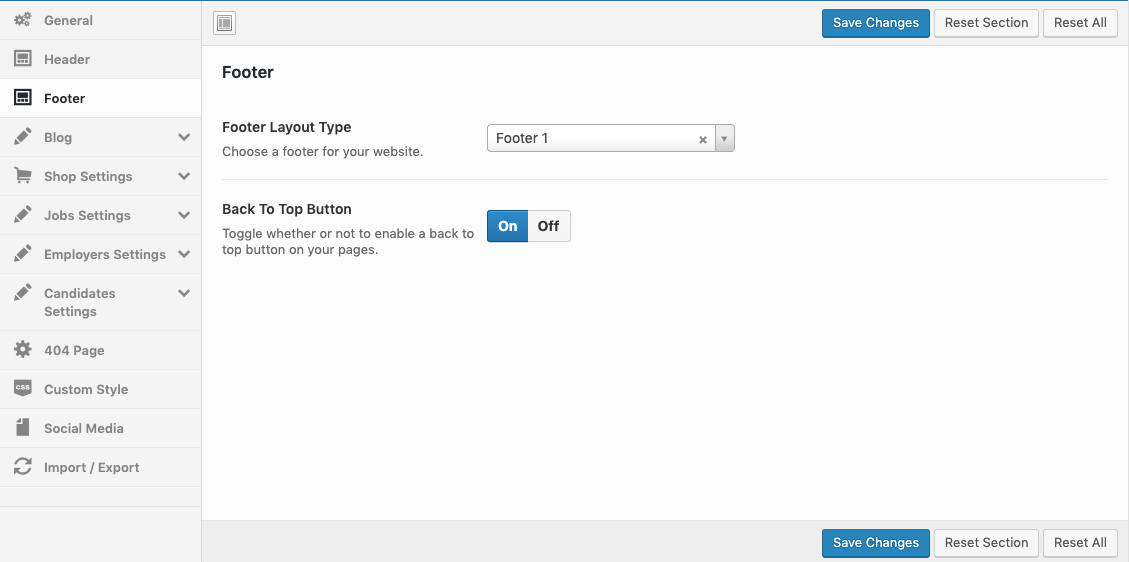 General
Header
Footer
Blog
Shop Settings
Jobs Settings
Employers Settings
Candidates
Settings
404 Page
CSS
Custom Style
Social Media
Import / Export
Save Changes
Reset Section
Reset All
Footer
Footer Layout Type
Choose a footer for your website.
Footer 1
Back To Top Button
Toggle whether or not to enable a back to
top button on your pages.
On
Off
Save Changes
Reset Section
Reset All